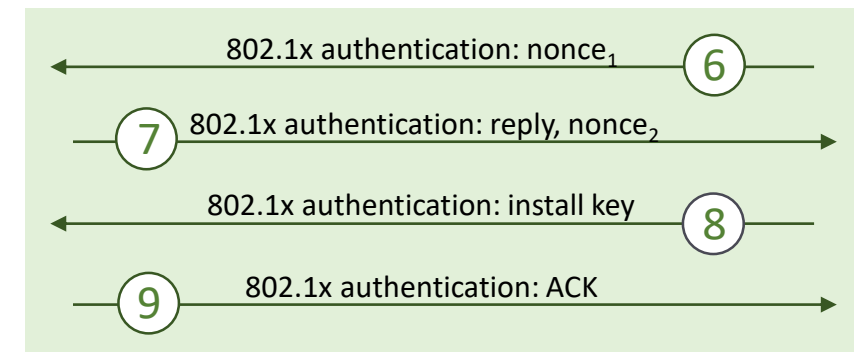 802.1x authentication: nonce₁
6
7
802.1x authentication: reply, nonce₂
802.1x authentication: install key
8
9
802.1x authentication: ACK